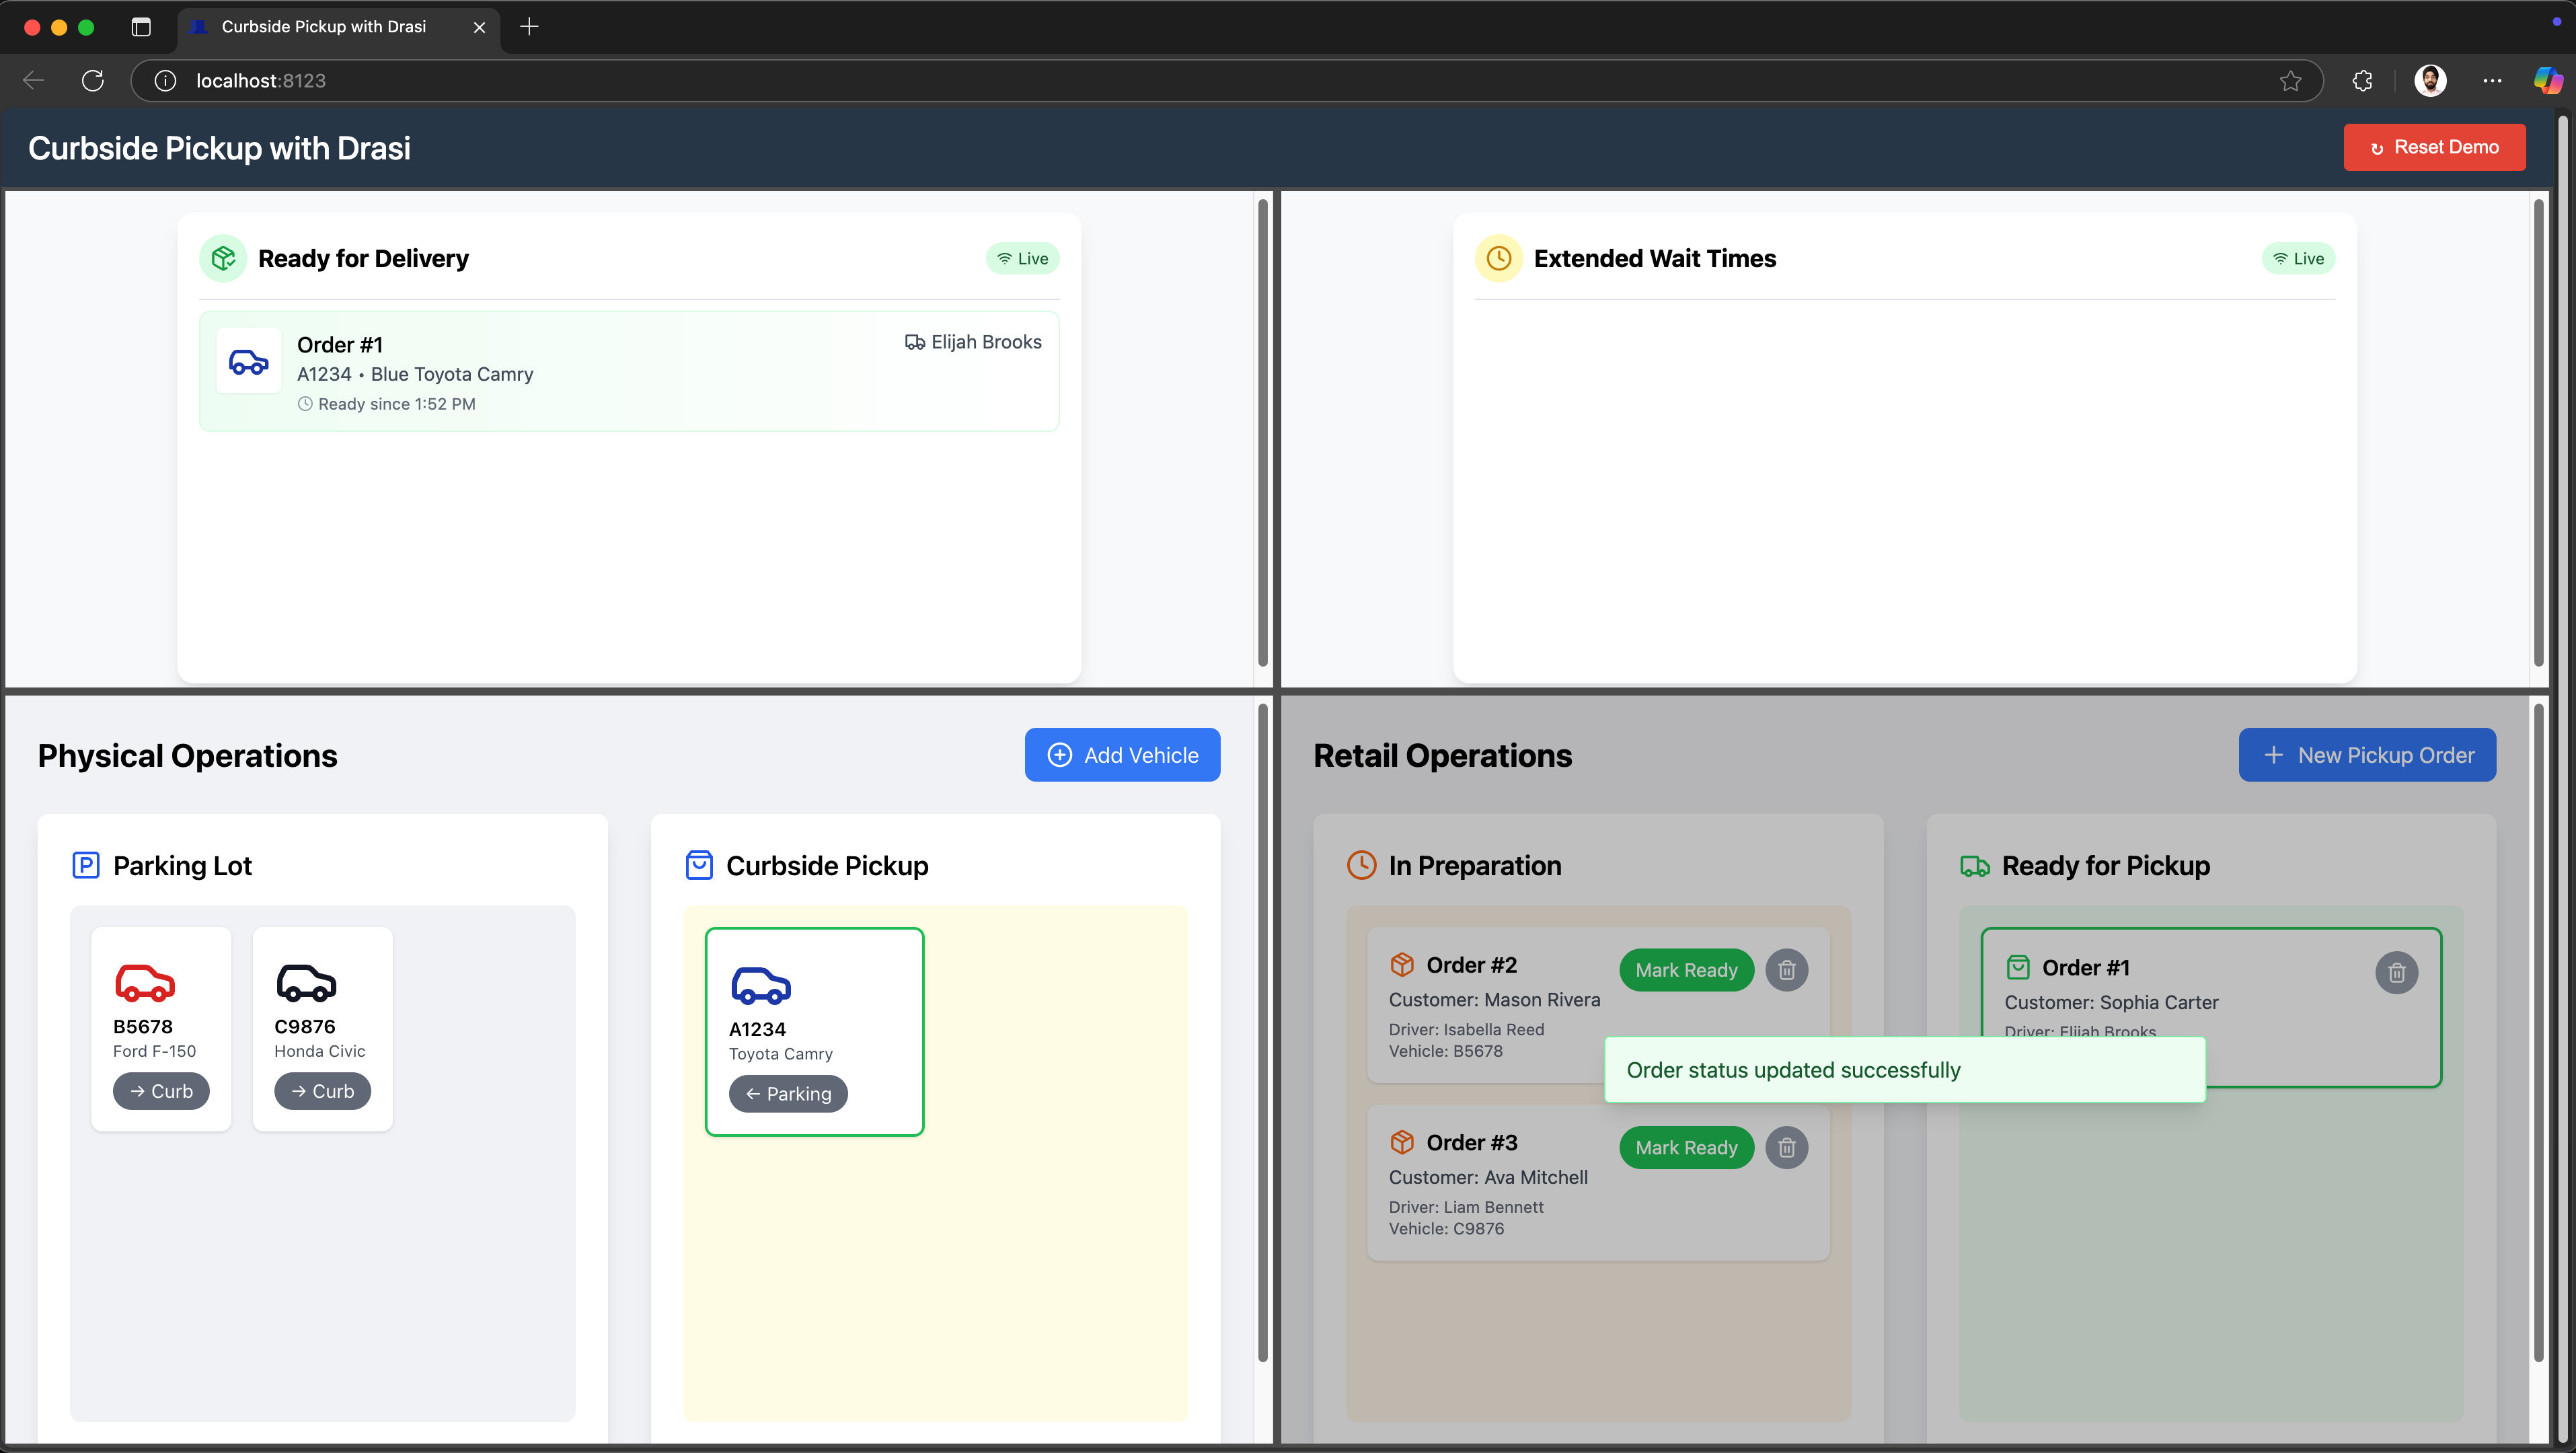 Curbside Pickup with Drasi
localhost:8123
Curbside Pickup with Drasi
↻ Reset Demo
Ready for Delivery
Live
Order #1
Elijah Brooks
A1234 • Blue Toyota Camry
Ready since 1:52 PM
Extended Wait Times
Live
Physical Operations
Add Vehicle
Parking Lot
B5678
Ford F-150
→ Curb
C9876
Honda Civic
→ Curb
Curbside Pickup
A1234
Toyota Camry
← Parking
Retail Operations
New Pickup Order
In Preparation
Order #2
Mark Ready
Customer: Mason Rivera
Driver: Isabella Reed
Vehicle: B5678
Order #3
Mark Ready
Customer: Ava Mitchell
Driver: Liam Bennett
Vehicle: C9876
Ready for Pickup
Order #1
Customer: Sophia Carter
Driver: Elijah Brooks
Order status updated successfully